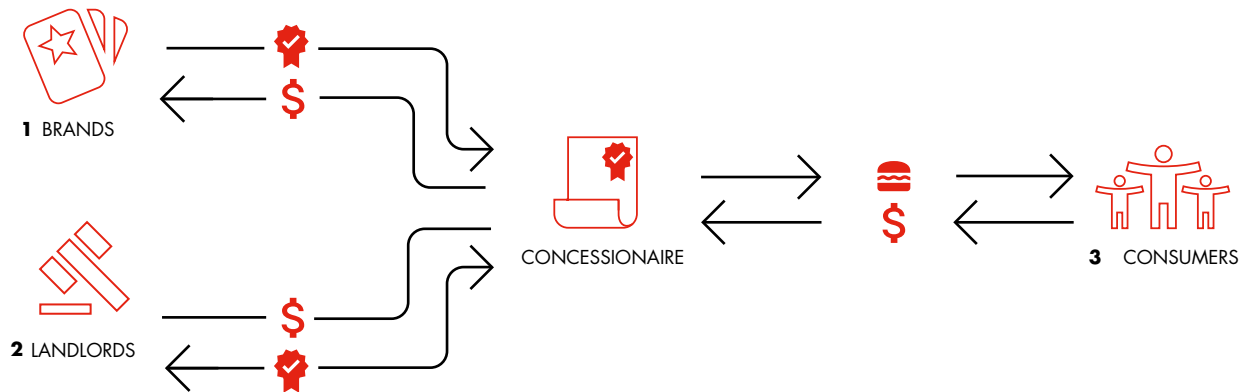 1 BRANDS
CONCESSIONAIRE
3 CONSUMERS
2 LANDLORDS
$
$
$